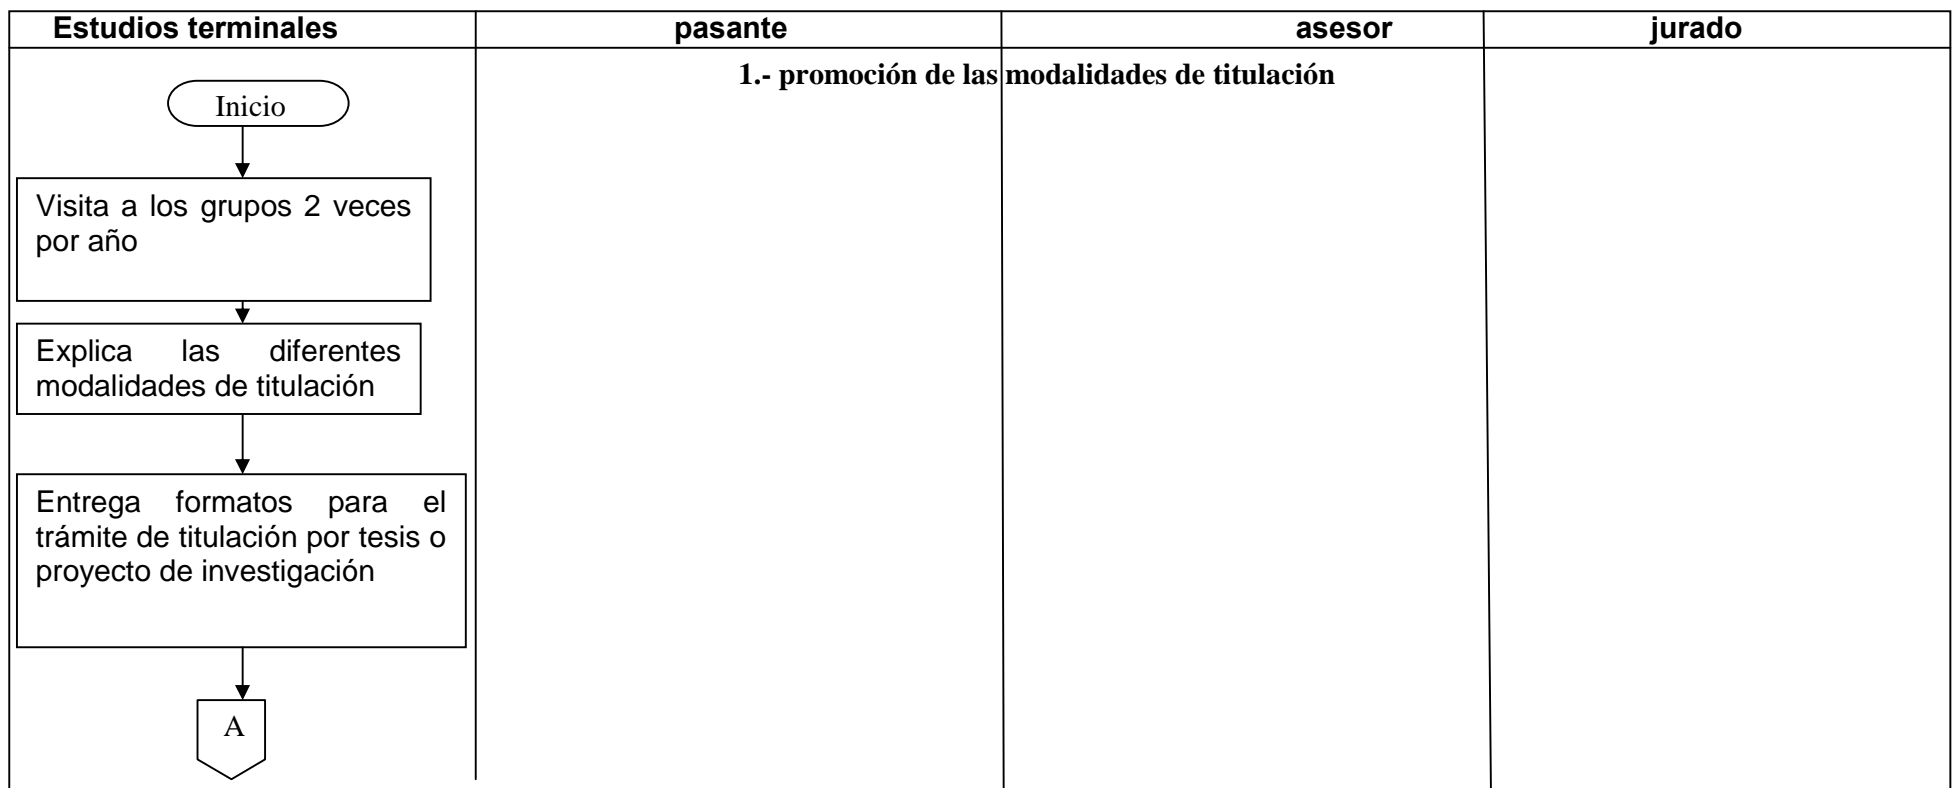 Estudios terminales pasante asesor jurado
1.- promoción de las modalidades de titulación
Inicio
Visita a los grupos 2 veces
por año
Explica las diferentes
modalidades de titulación
Entrega formatos para el
trámite de titulación por tesis o
proyecto de investigación
A